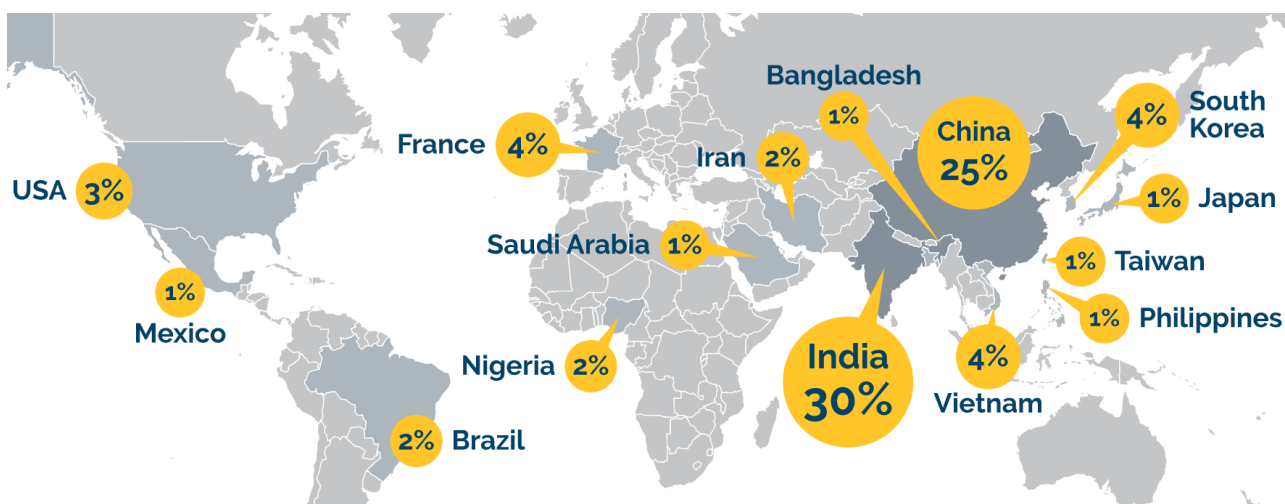 Bangladesh
1%
China
25%
4%
South
Korea
France
4%
Iran
2%
USA
3%
1%
Japan
Saudi Arabia
1%
1%
Taiwan
1%
Mexico
1%
Philippines
Nigeria
2%
India
30%
4%
Vietnam
2%
Brazil